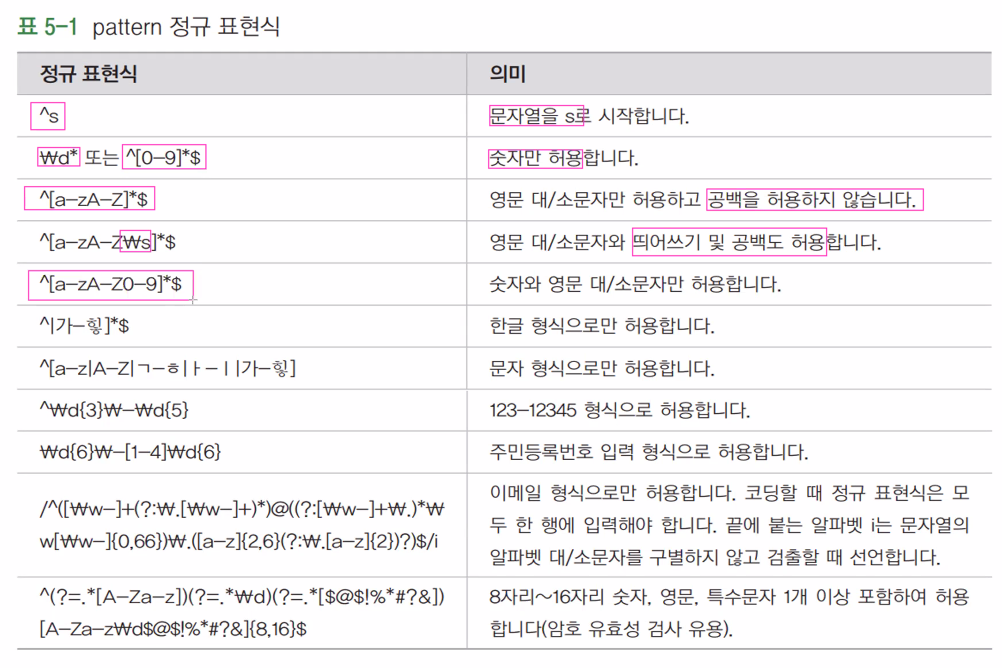 표 5-1 pattern 정규 표현식
정규 표현식 의미
^s 문자열을 s로 시작합니다.
₩d* 또는 ^[0-9]*$ 숫자만 허용합니다.
^[a-zA-Z]*$ 영문 대/소문자만 허용하고 공백을 허용하지 않습니다.
^[a-zA-Z₩s]*$ 영문 대/소문자와 띄어쓰기 및 공백도 허용합니다.
^[a-zA-Z0-9]*$ 숫자와 영문 대/소문자만 허용합니다.
^|가-힣]*$ 한글 형식으로만 허용합니다.
^[a-z|A-Z|ㄱ-ㅎ|ㅏ-ㅣ|가-힣] 문자 형식으로만 허용합니다.
^₩d{3}₩-₩d{5} 123-12345 형식으로 허용합니다.
₩d{6}₩-[1-4]₩d{6} 주민등록번호 입력 형식으로 허용합니다.
/^([₩w-]+(?:₩.[₩w-]+)*)@((?:[₩w-]+₩.)*₩
w[₩w-]{0,66})₩.([a-z]{2,6}(?:₩.[a-z]{2})?)$/i
이메일 형식으로만 허용합니다. 코딩할 때 정규 표현식은 모
두 한 행에 입력해야 합니다. 끝에 붙는 알파벳 i는 문자열의
알파벳 대/소문자를 구별하지 않고 검출할 때 선언합니다.
^(?=.*[A-Za-z])(?=.*₩d)(?=.*[$@$!%*#?&])
[A-Za-z₩d$@$!%*#?&]{8,16}$
8자리~16자리 숫자, 영문, 특수문자 1개 이상 포함하여 허용
합니다(암호 유효성 검사 유용).